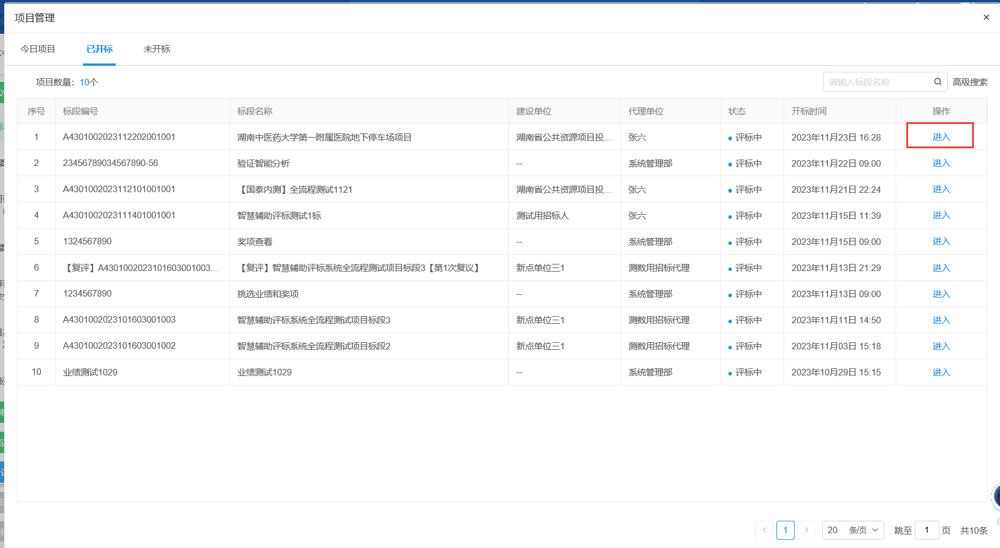 项目管理
今日项目 已开标 未开标
项目数量: 10个 请输入标段名称 高级搜索
序号 标段编号 标段名称 建设单位 代理单位 状态 开标时间 操作
1 A4301002023112202001001 湖南中医药大学第一附属医院地下停车场项目 湖南省公共资源项目投... 张六 评标中 2023年11月23日 16:28 进入
2 23456789034567890-56 验证智能分析 -- 系统管理部 评标中 2023年11月22日 09:00 进入
3 A4301002023112101001001 【国泰内测】全流程测试1121 湖南省公共资源项目投... 张六 评标中 2023年11月21日 22:24 进入
4 A4301002023111401001001 智慧辅助评标测试1标 测试用招标人 张六 评标中 2023年11月15日 11:39 进入
5 1324567890 奖项查看 -- 系统管理部 评标中 2023年11月15日 09:00 进入
6 【复评】A4301002023101603001003... 【复评】智慧辅助评标系统全流程测试项目标段3【第1次复议】 新点单位三1 测数用招标代理 评标中 2023年11月13日 21:29 进入
7 1234567890 挑选业绩和奖项 -- 系统管理部 评标中 2023年11月13日 09:00 进入
8 A4301002023101603001003 智慧辅助评标系统全流程测试项目标段3 新点单位三1 测数用招标代理 评标中 2023年11月11日 14:50 进入
9 A4301002023101603001002 智慧辅助评标系统全流程测试项目标段2 新点单位三1 测数用招标代理 评标中 2023年11月03日 15:18 进入
10 业绩测试1029 业绩测试1029 -- 系统管理部 评标中 2023年10月29日 15:15 进入
1 20 条/页 跳至 1 页 共10条